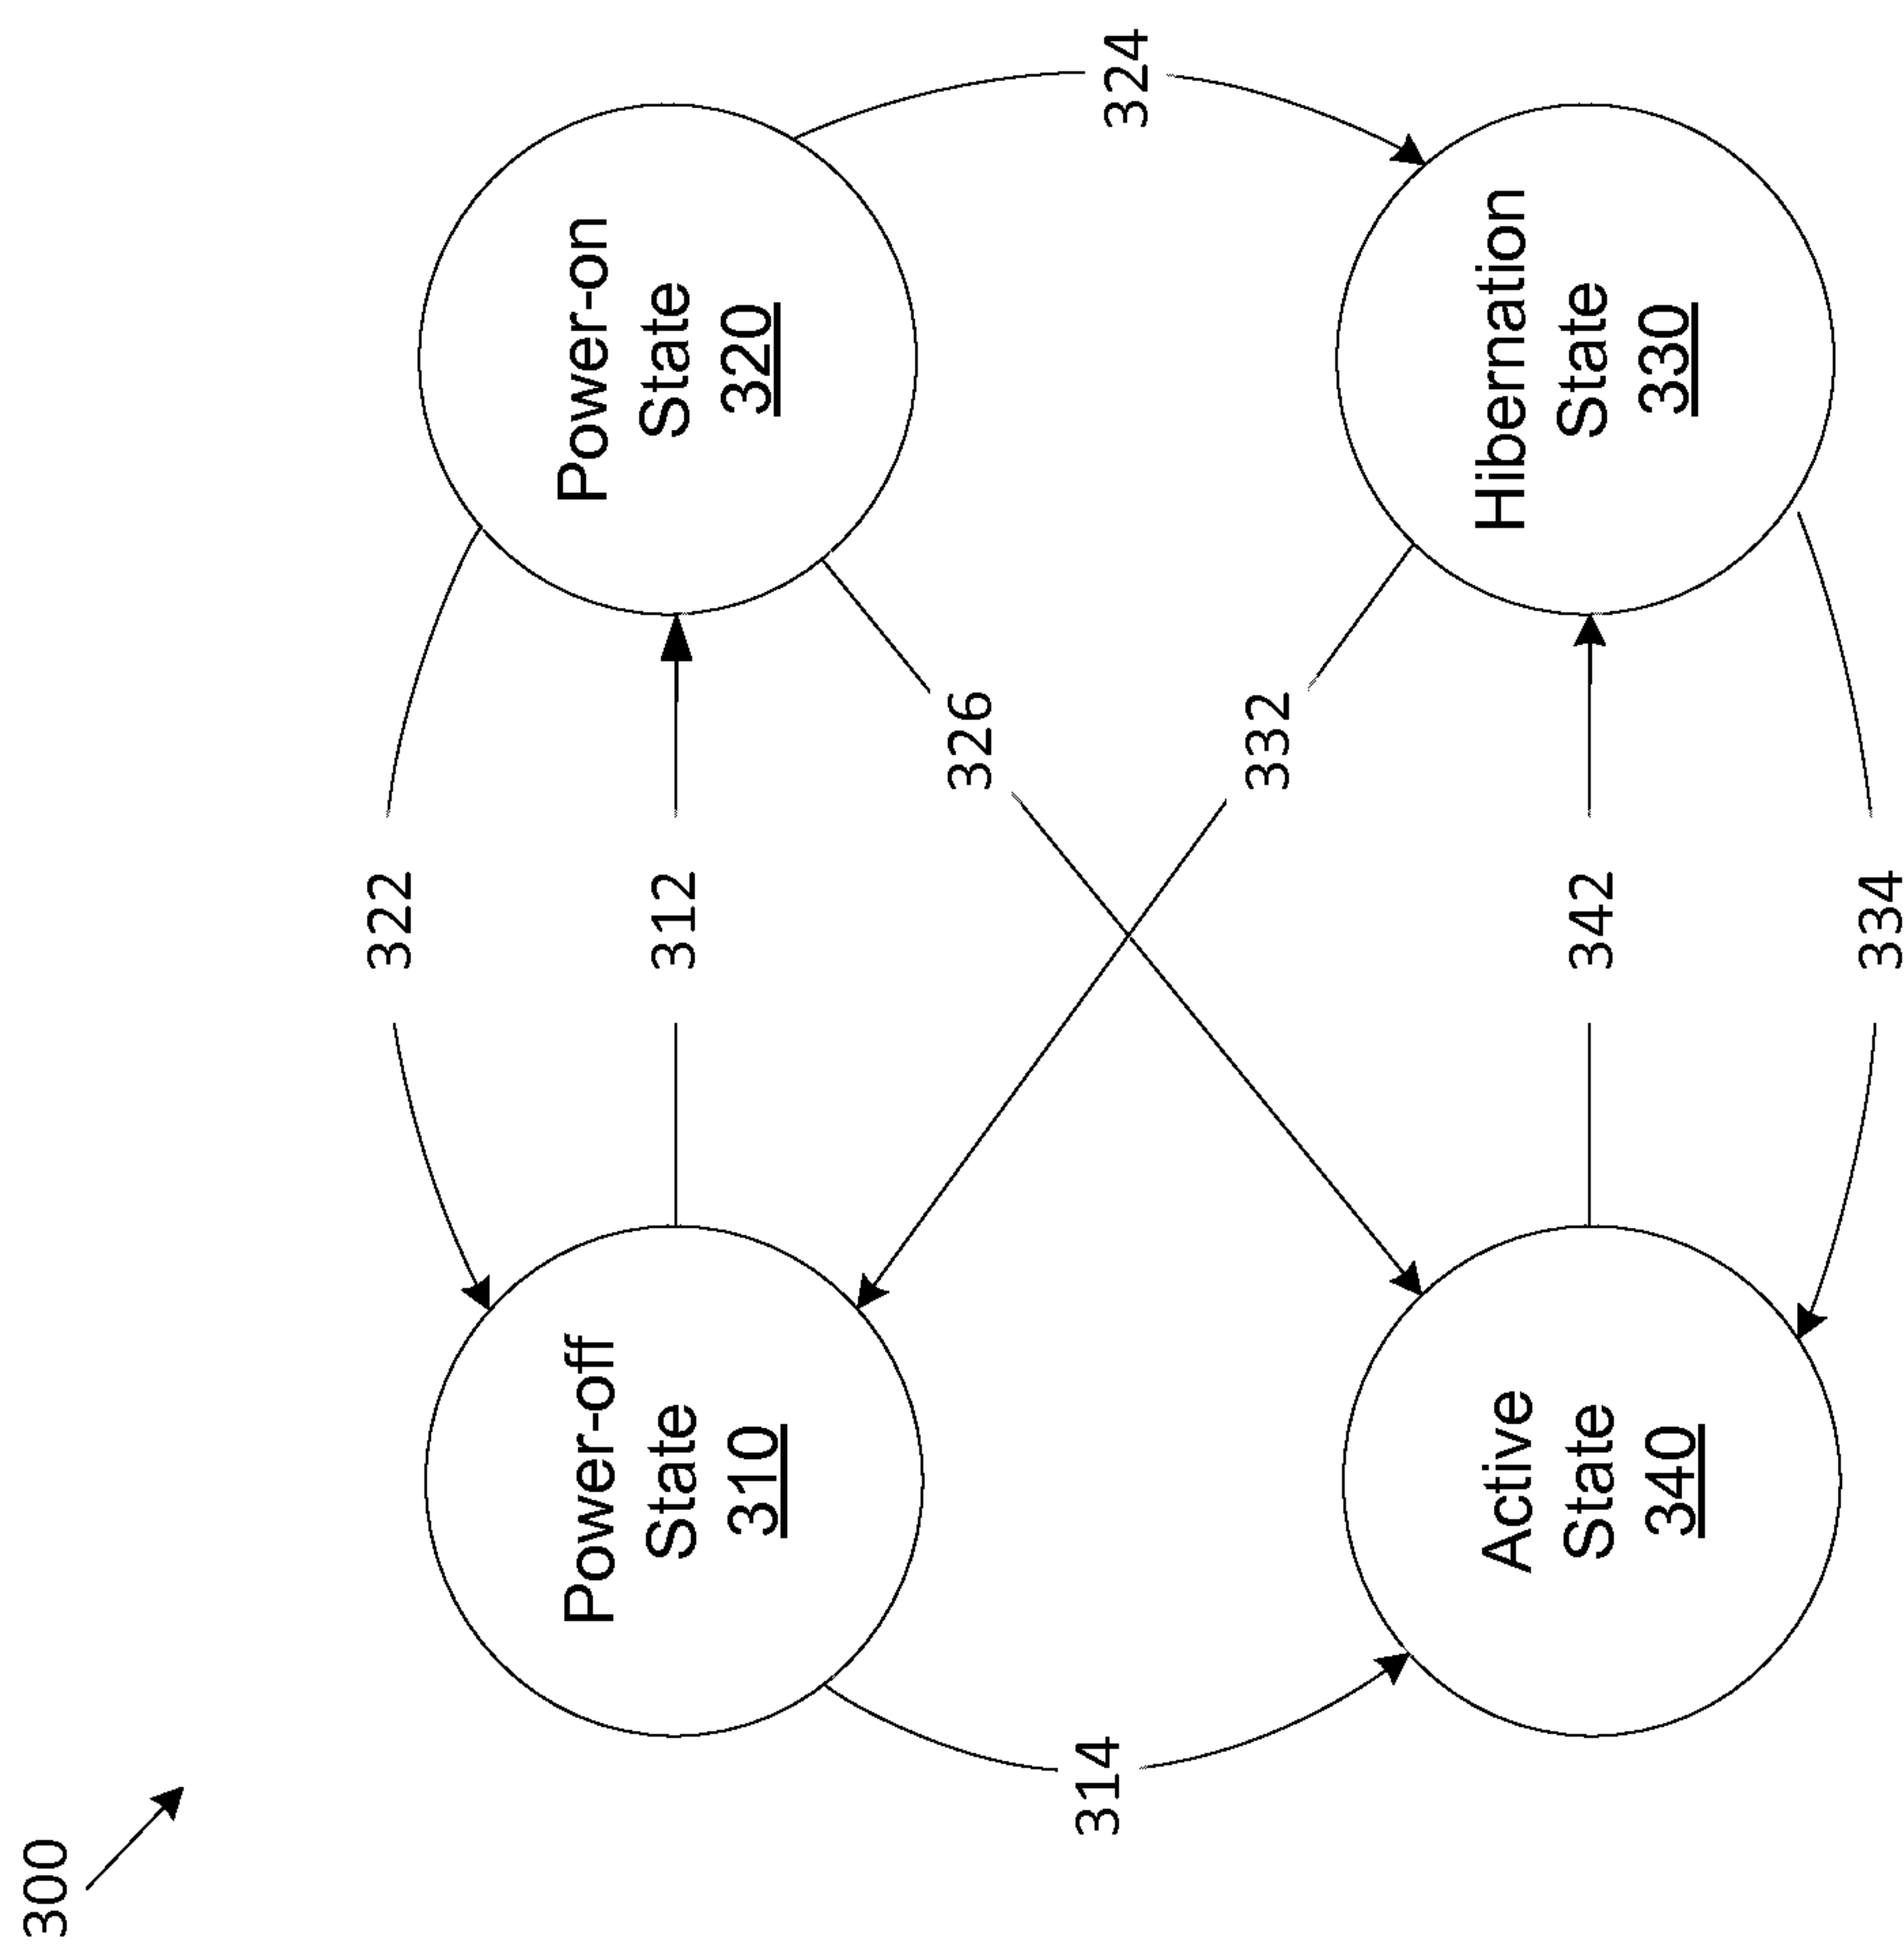 300
322
Power-off
State
310
312
Power-on
State
320
314
326
332
324
Active
State
340
342
Hibernation
State
330
334